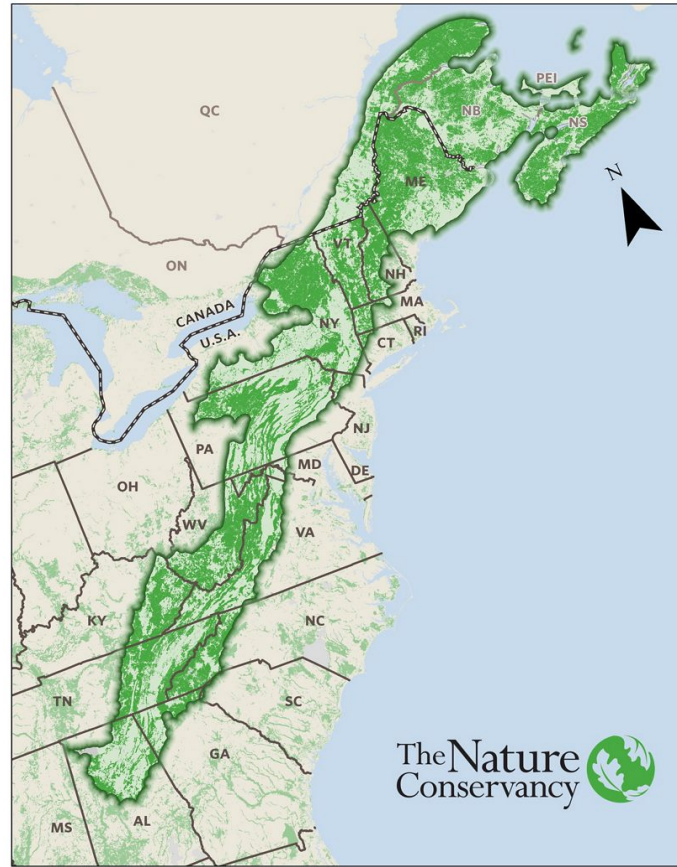 QC
PEI
NB
NS
N
ME
ON
VT
NH
CANADA
U.S.A.
NY
MA
CT
RI
PA
NJ
MD
DE
OH
WV
VA
KY
NC
TN
SC
GA
MS
AL
The Nature
Conservancy